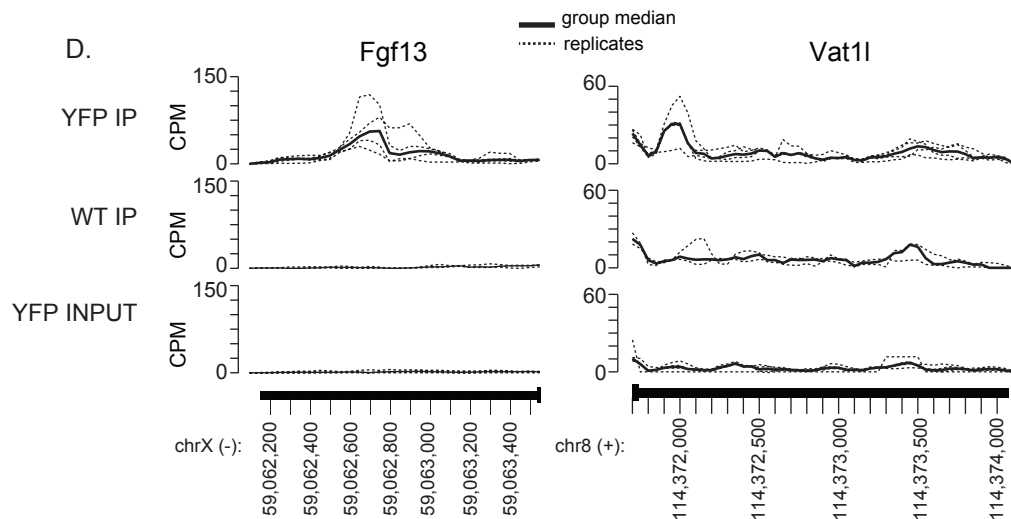 D.
group median
replicates
Fgf13
Vat1l
YFP IP
CPM
150
0
60
0
WT IP
CPM
150
0
60
0
YFP INPUT
CPM
150
0
60
0
chrX (-):
59,062,200
59,062,400
59,062,600
59,062,800
59,063,000
59,063,200
59,063,400
chr8 (+):
114,372,000
114,372,500
114,373,000
114,373,500
114,374,000